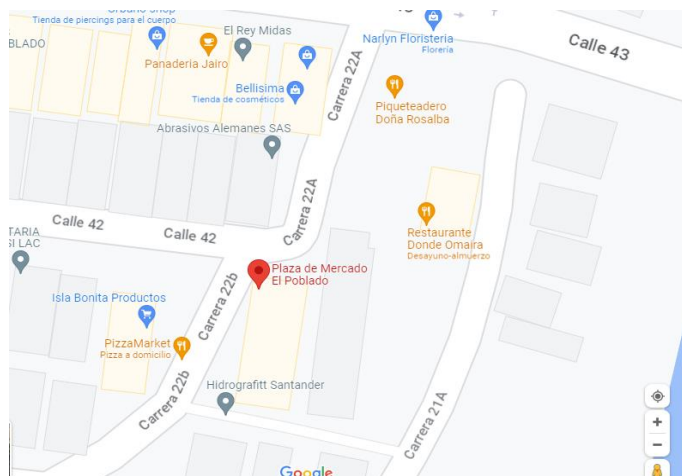 Tienda de piercings para el cuerpo
El Rey Midas
Narlyn Floristeria
Florería
Calle 43
Panaderia Jairo
Carrera 22A
Bellisima
Tienda de cosméticos
Piqueteadero
Doña Rosalba
Abrasivos Alemanes SAS
Carrera 22A
Calle 42
Calle 42
Restaurante
Donde Omaira
Desayuno-almuerzo
Plaza de Mercado
El Poblado
Isla Bonita Productos
Carrera 22b
PizzaMarket
Pizza a domicilio
Hidrografitt Santander
Carrera 22b
Carrera 21A
Google